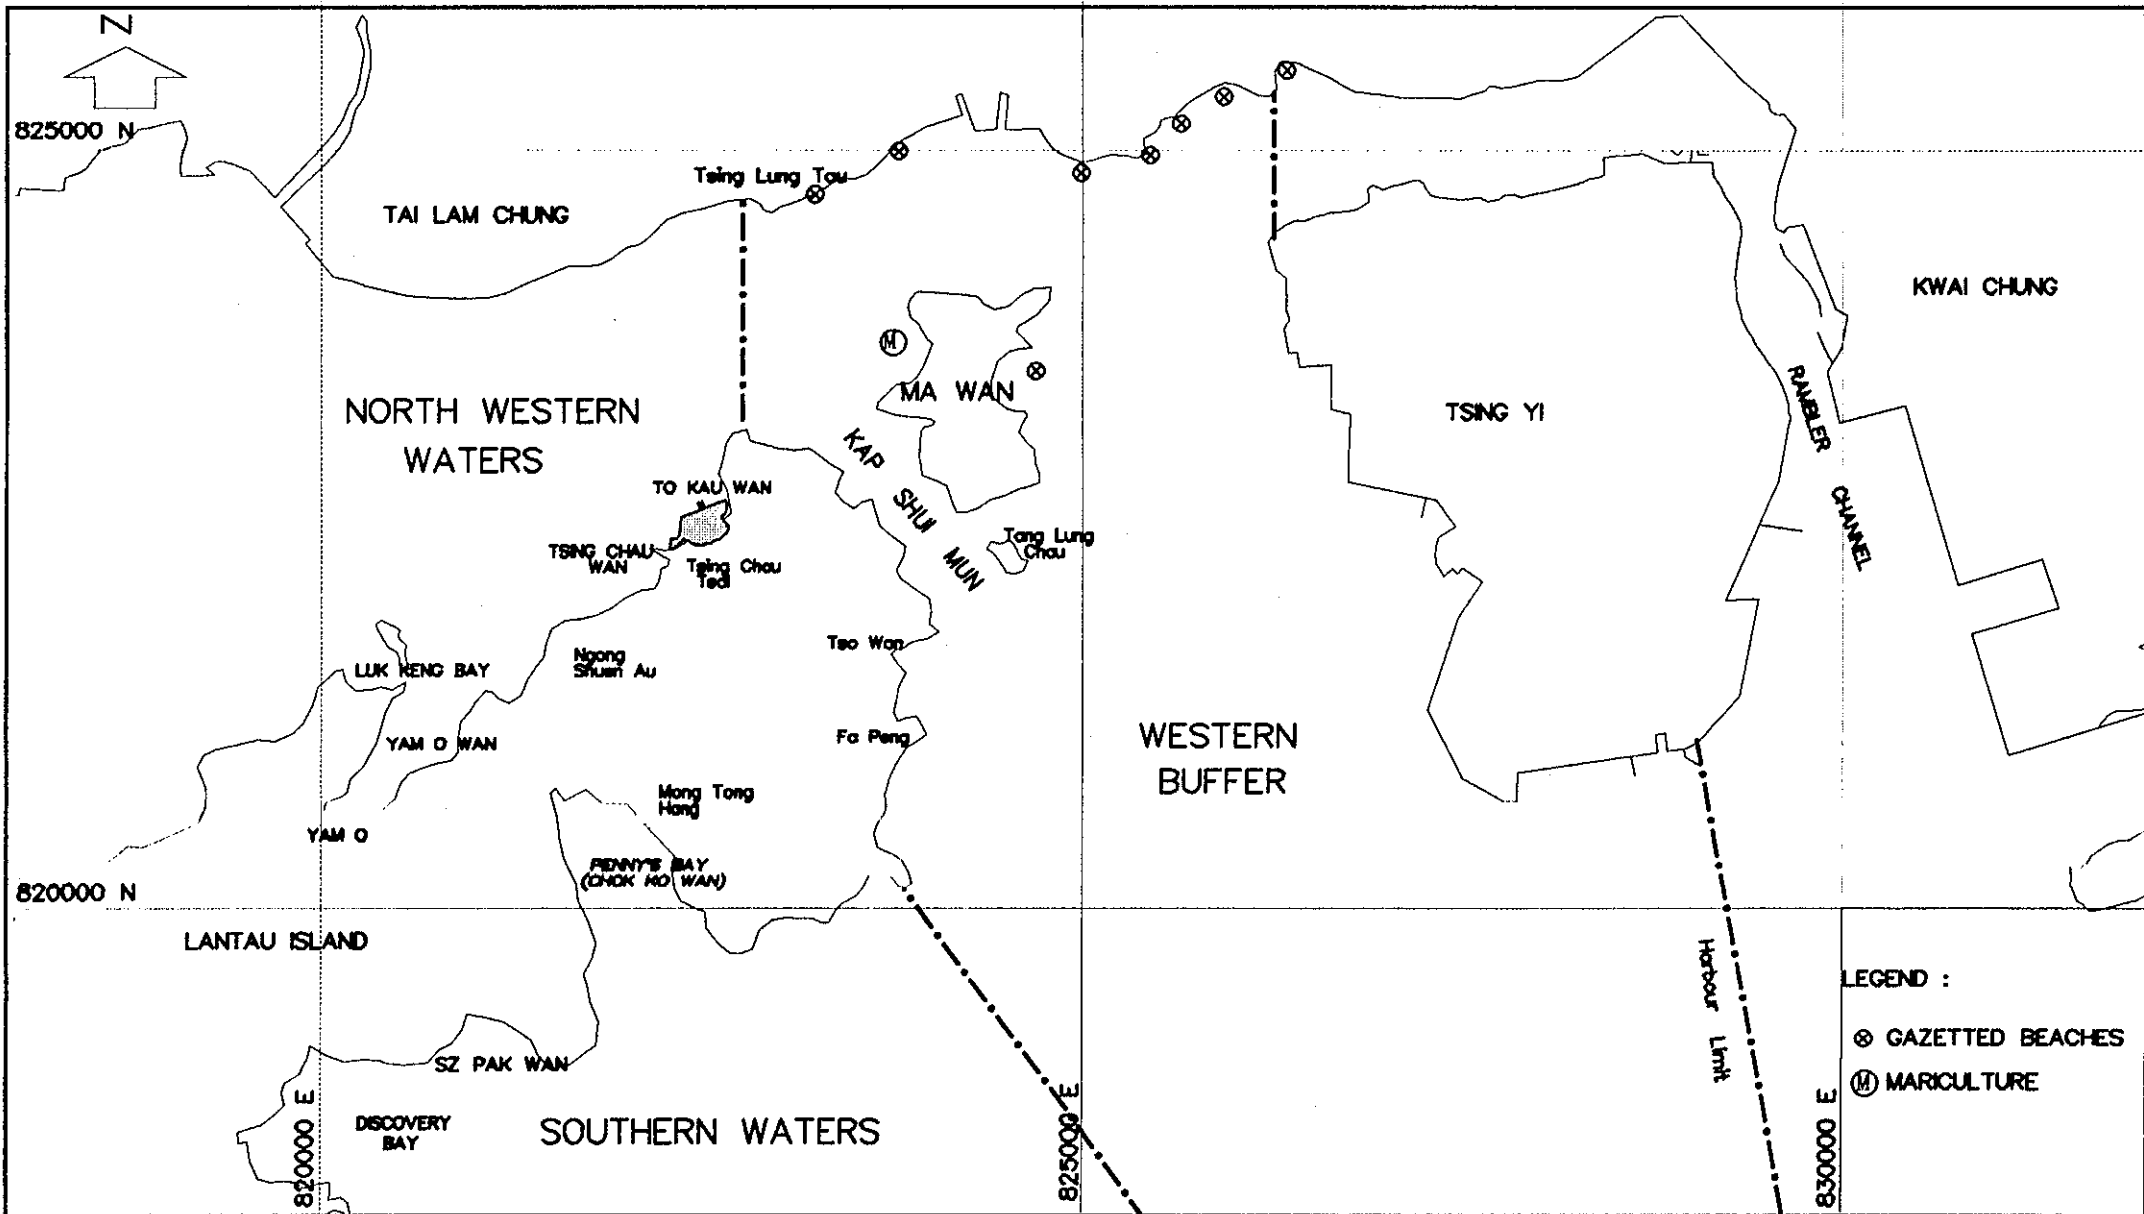 Z
825000 N
Tsing Lung Tau
TAI LAM CHUNG
KWAI CHUNG
M
MA WAN
NORTH WESTERN
WATERS
TSING YI
RAMBLER
CHANNEL
KAP
SHUI
MUN
TO KAU WAN
TSING CHAU
WAN
Tsing Chau
Tsai
Tang Lung
Chau
Tso Wan
Ngong
Shuen Au
LUK KENG BAY
YAM O WAN
Fa Peng
WESTERN
BUFFER
Mong Tong
Hang
YAM O
PENNY'S BAY
(CHOK KO WAN)
820000 N
LANTAU ISLAND
Harbour Limit
SZ PAK WAN
DISCOVERY
BAY
SOUTHERN WATERS
820000 E
825000 E
830000 E
LEGEND :
⊗ GAZETTED BEACHES
Ⓜ MARICULTURE